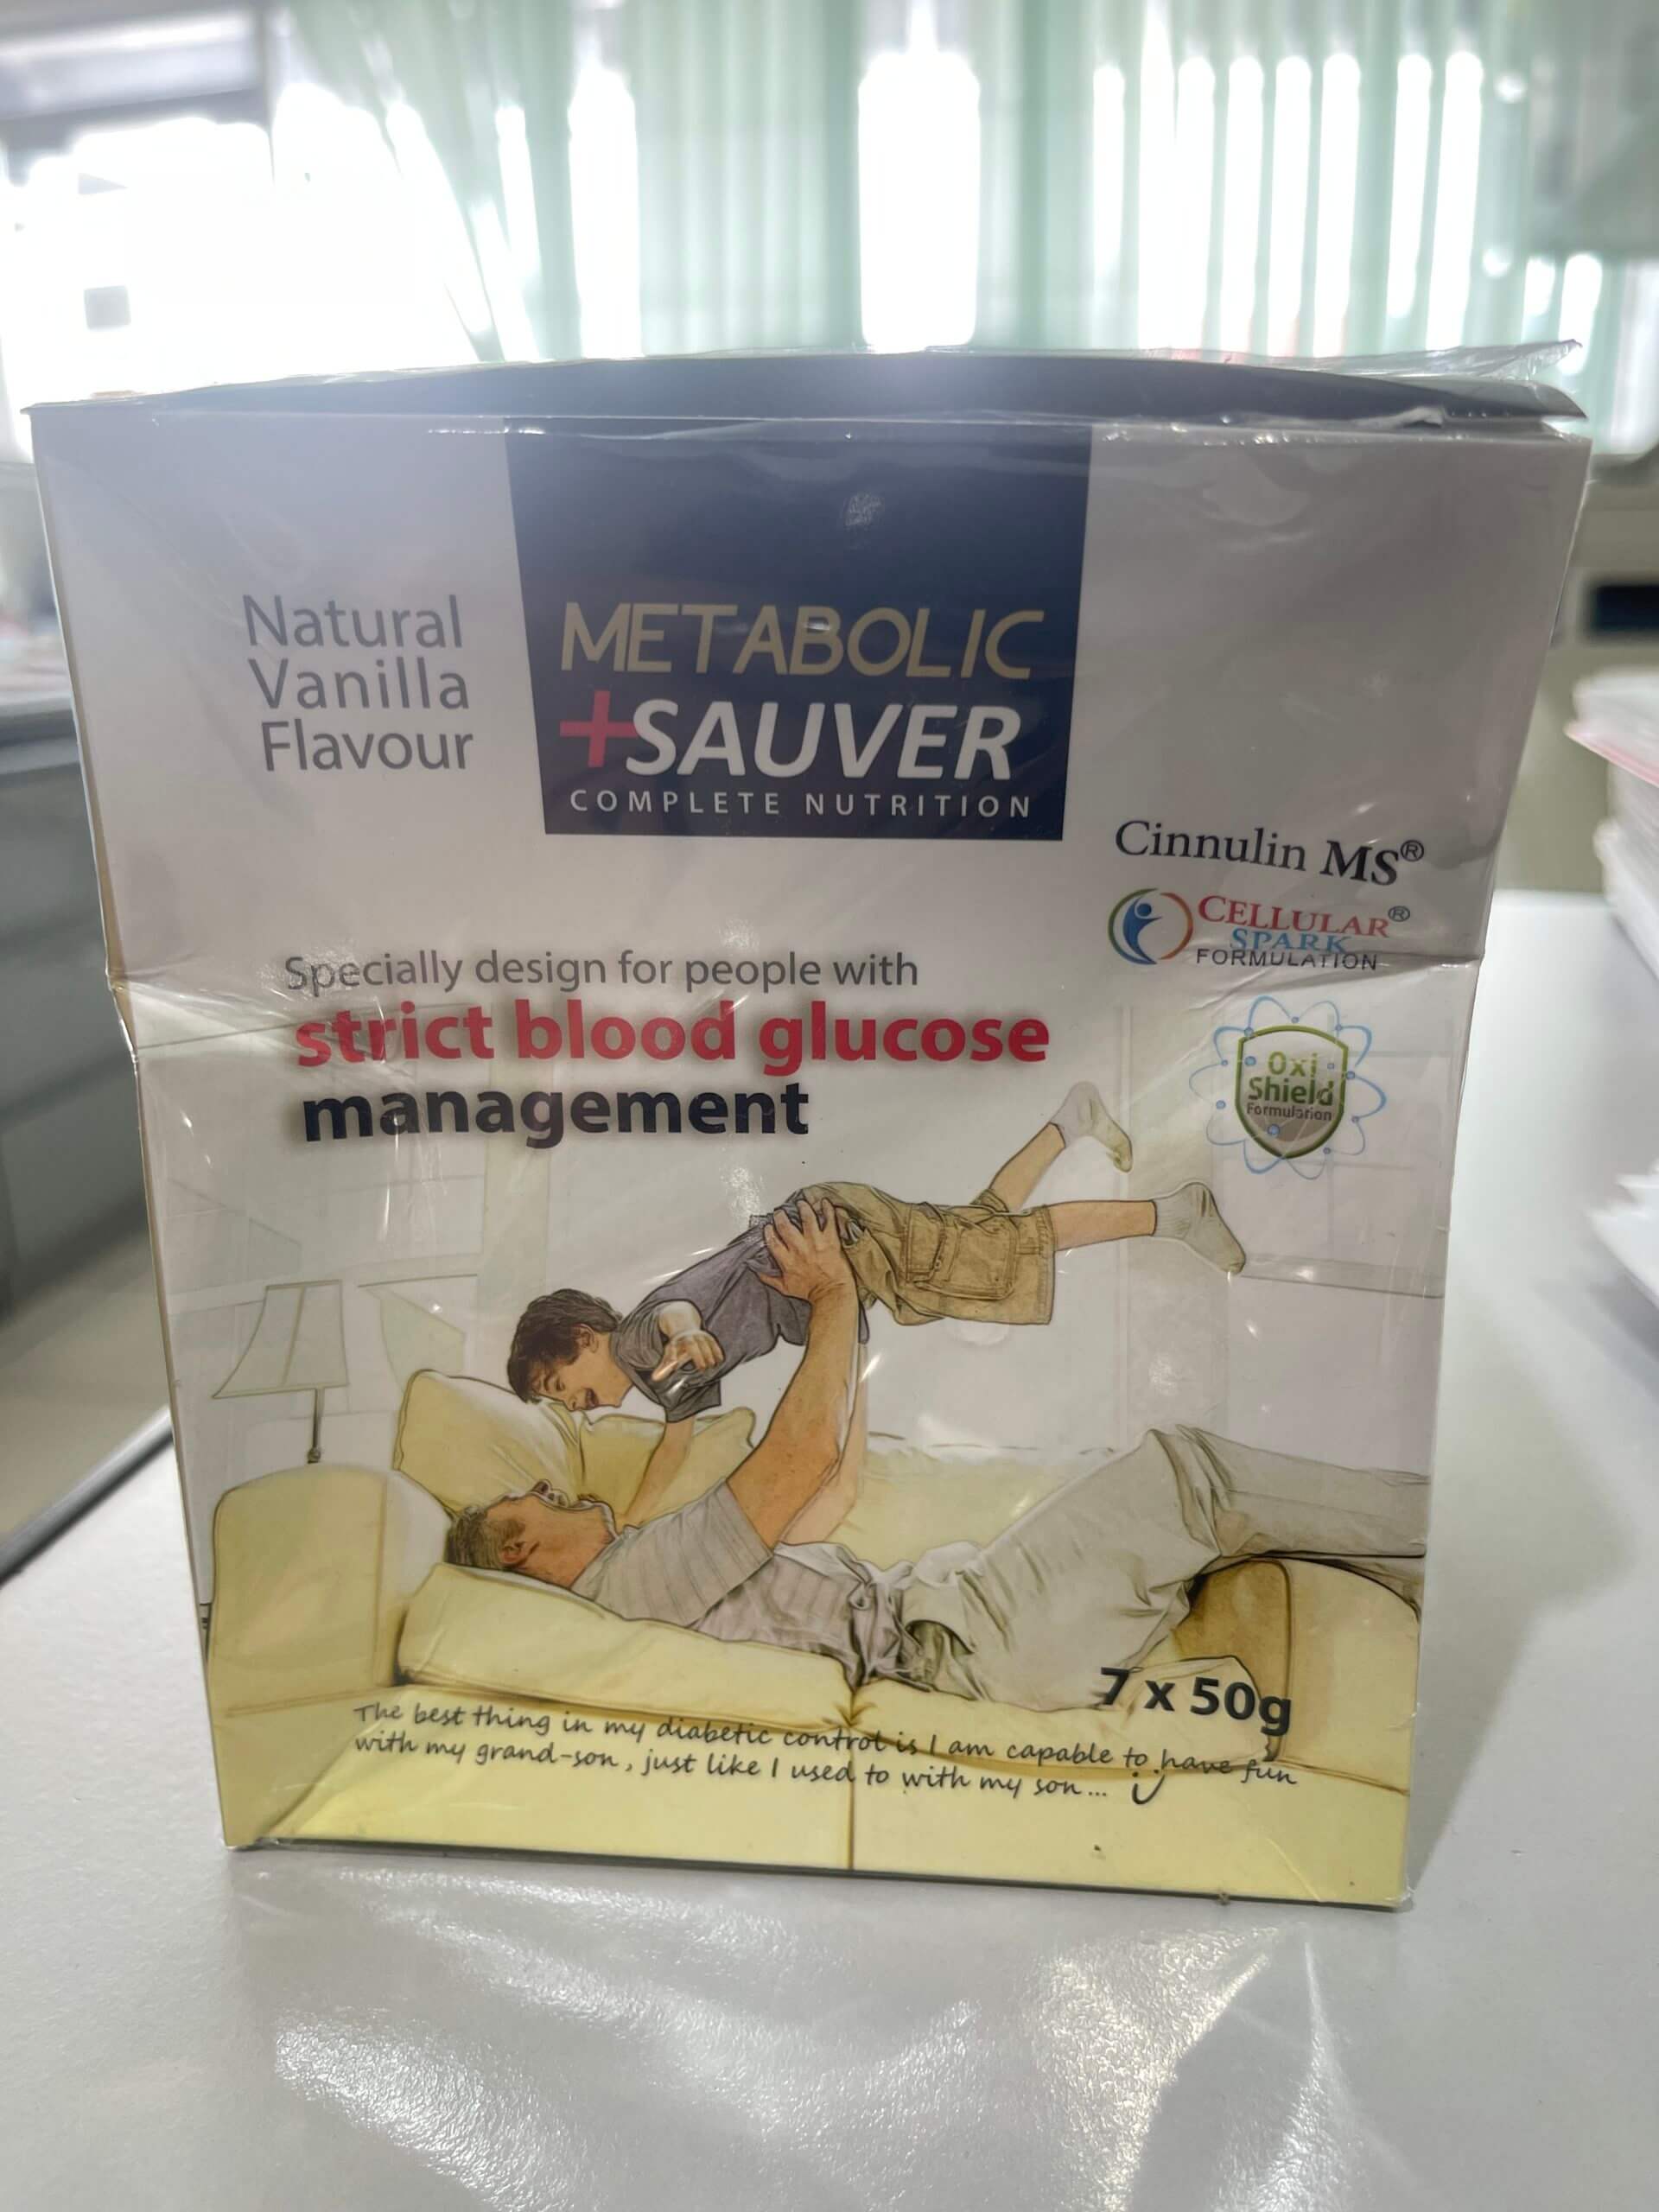 Natural
Vanilla
Flavour
METABOLIC
+SAUVER
COMPLETE NUTRITION
Cinnulin MS®
CELLULAR®
SPARK
FORMULATION
Specially design for people with
strict blood glucose
management
Oxi
Shield
Formulation
7 x 50g
The best thing in my diabetic control is I am capable to have fun
with my grand-son, just like I used to with my son... :)